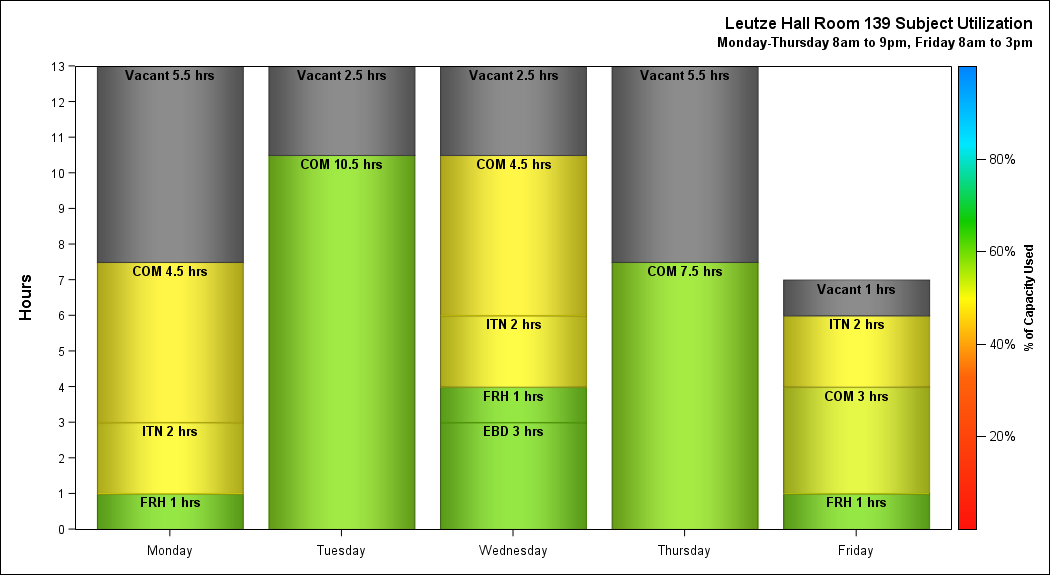 Leutze Hall Room 139 Subject Utilization
Monday-Thursday 8am to 9pm, Friday 8am to 3pm
Hours
13
12
11
10
9
8
7
6
5
4
3
2
1
0
Vacant 5.5 hrs
COM 4.5 hrs
ITN 2 hrs
FRH 1 hrs
Vacant 2.5 hrs
COM 10.5 hrs
Vacant 2.5 hrs
COM 4.5 hrs
ITN 2 hrs
FRH 1 hrs
EBD 3 hrs
Vacant 5.5 hrs
COM 7.5 hrs
Vacant 1 hrs
ITN 2 hrs
COM 3 hrs
FRH 1 hrs
Monday Tuesday Wednesday Thursday Friday
80%
60%
40%
20%
% of Capacity Used